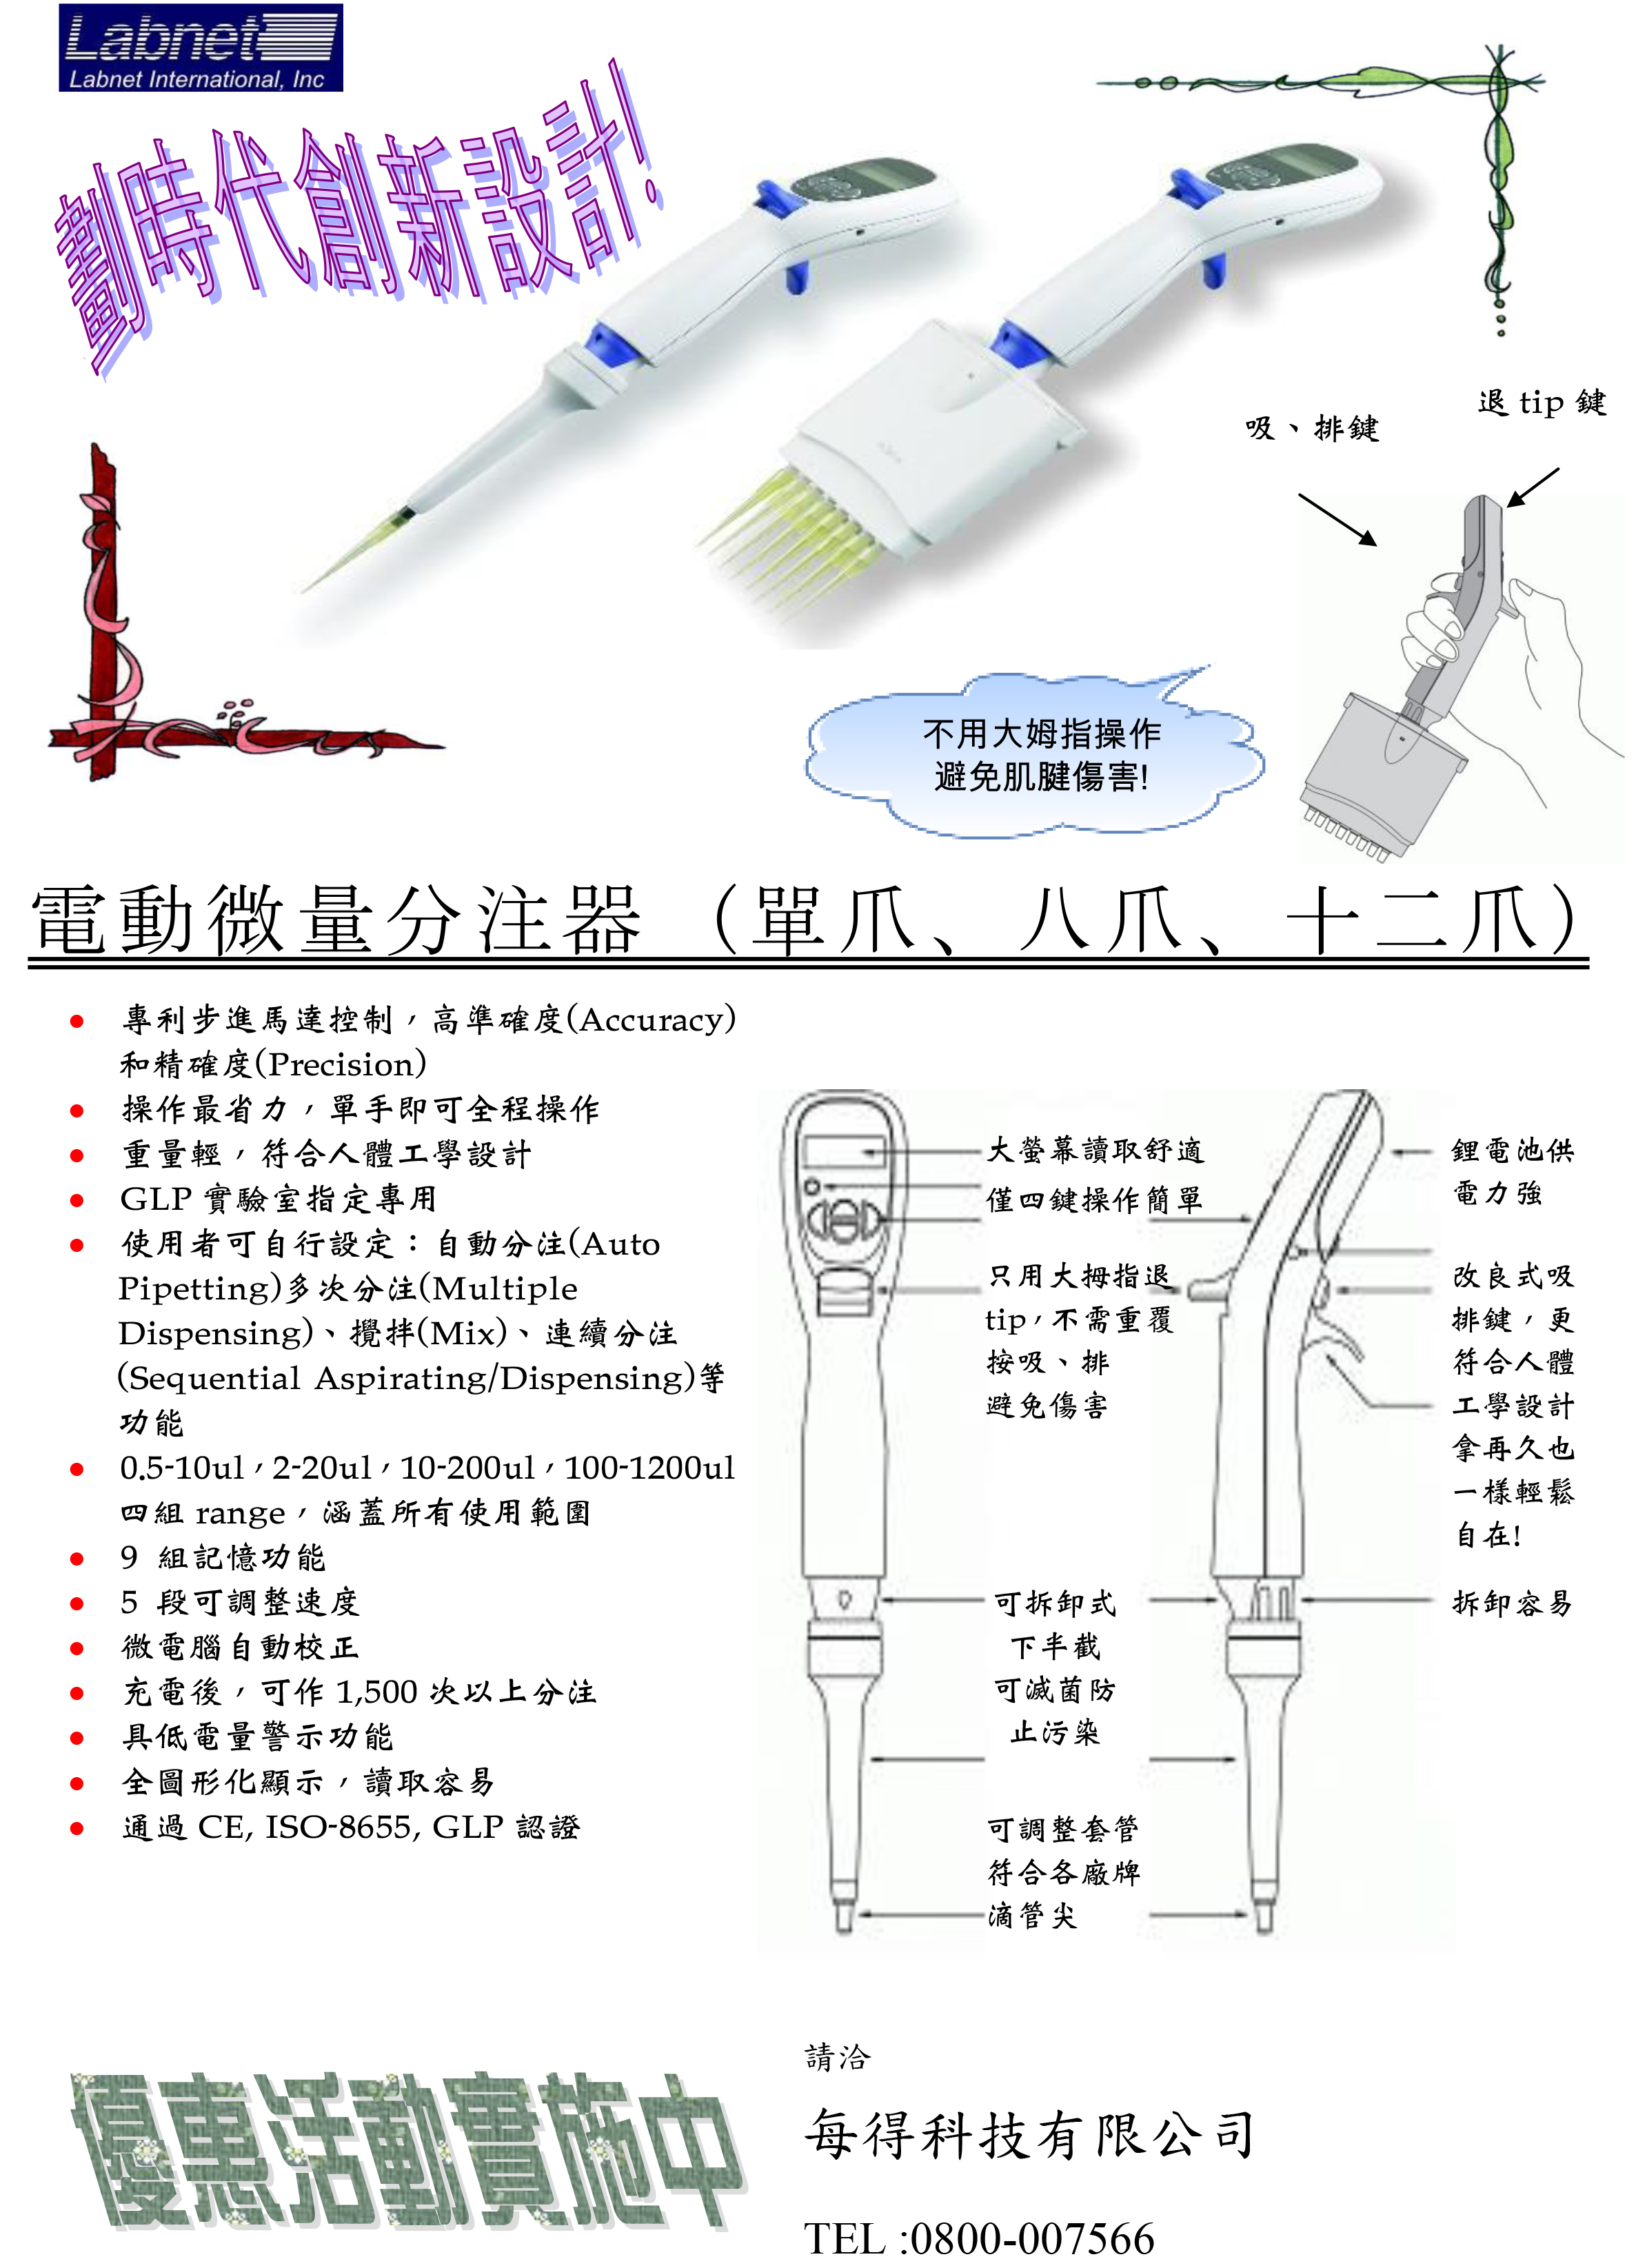 Labnet
Labnet International, Inc
劃時代創新設計!
退 tip 鍵
吸、排鍵
不用大姆指操作
避免肌腱傷害!
電動微量分注器 (單爪、八爪、十二爪)
● 專利步進馬達控制，高準確度(Accuracy)
和精確度(Precision)
● 操作最省力，單手即可全程操作
● 重量輕，符合人體工學設計
● GLP 實驗室指定專用
● 使用者可自行設定：自動分注(Auto
Pipetting)多次分注(Multiple
Dispensing)、攪拌(Mix)、連續分注
(Sequential Aspirating/Dispensing)等
功能
● 0.5-10ul，2-20ul，10-200ul，100-1200ul
四組 range，涵蓋所有使用範圍
● 9 組記憶功能
● 5 段可調整速度
● 微電腦自動校正
● 充電後，可作 1,500 次以上分注
● 具低電量警示功能
● 全圖形化顯示，讀取容易
● 通過 CE, ISO-8655, GLP 認證
大螢幕讀取舒適
僅四鍵操作簡單
只用大拇指退
tip，不需重覆
按吸、排
避免傷害
可拆卸式
下半截
可滅菌防
止污染
可調整套管
符合各廠牌
滴管尖
鋰電池供
電力強
改良式吸
排鍵，更
符合人體
工學設計
拿再久也
一樣輕鬆
自在!
拆卸容易
優惠活動實施中
請洽
每得科技有限公司
TEL :0800-007566